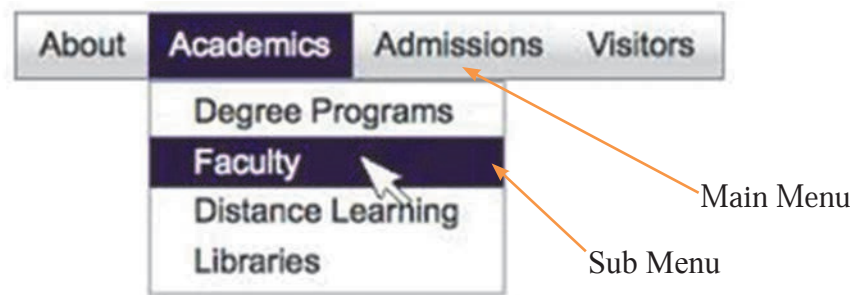 About Academics Admissions Visitors
Degree Programs
Faculty
Distance Learning
Libraries
Main Menu
Sub Menu